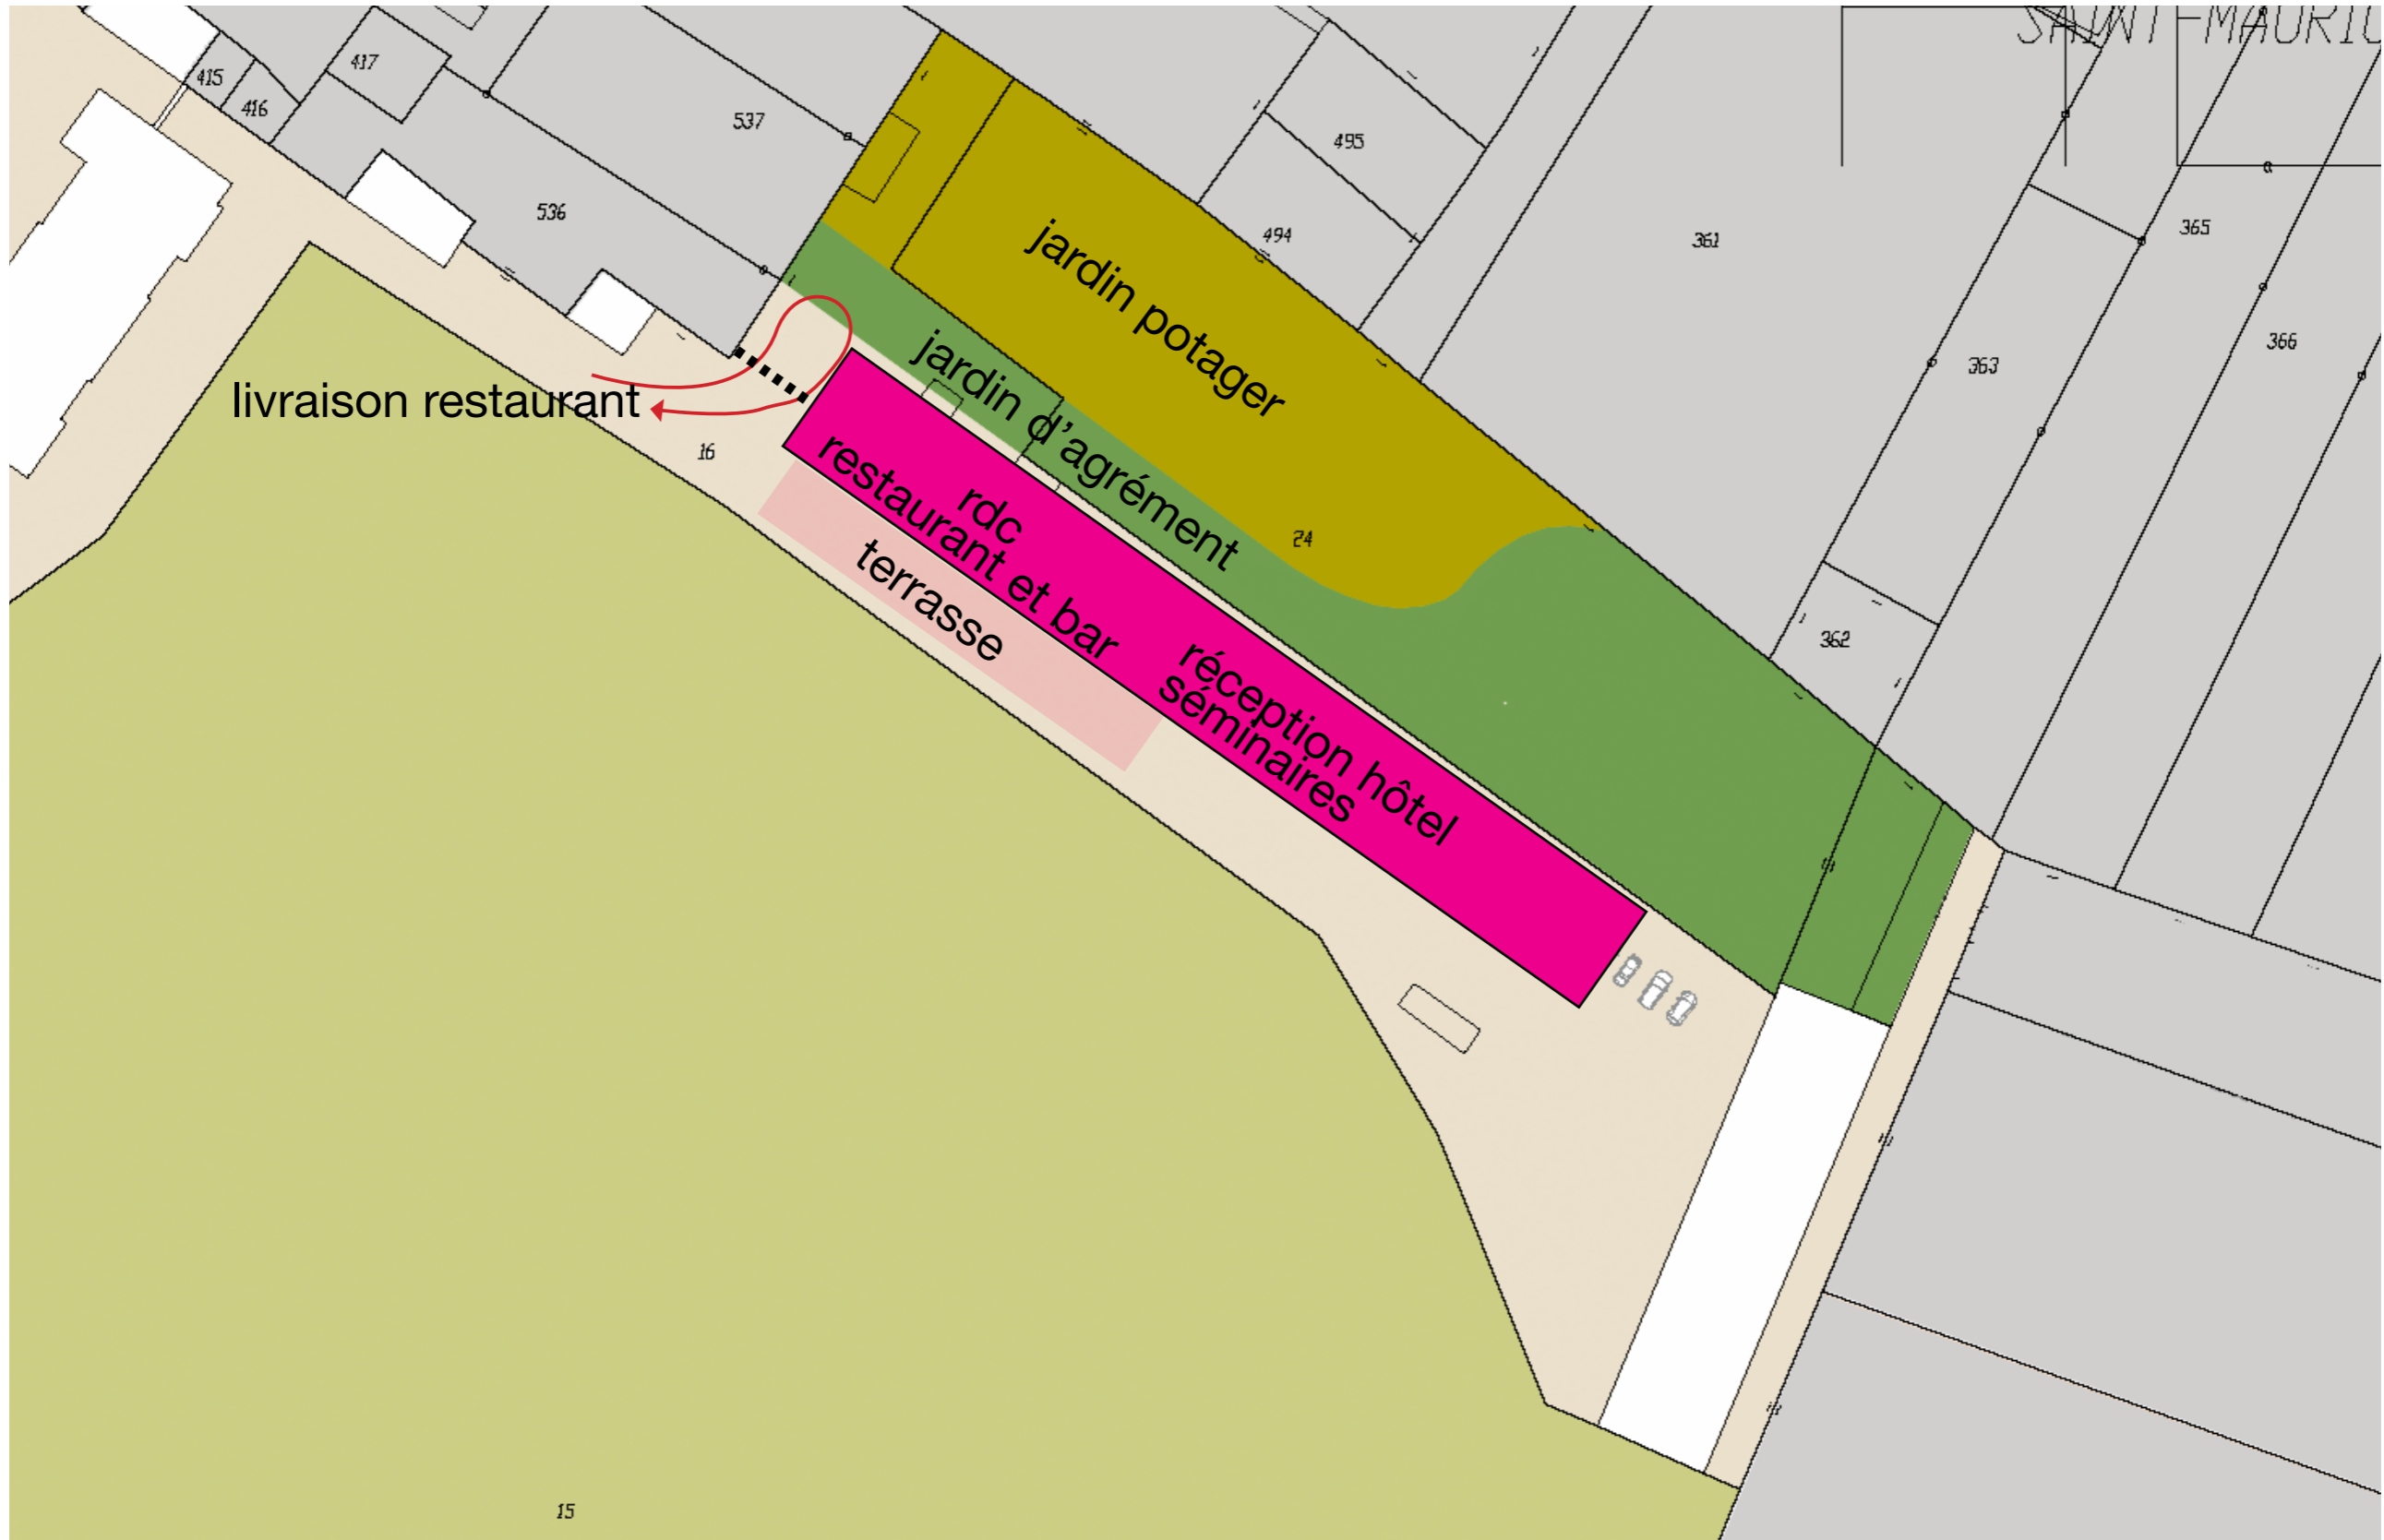 SAINT-MAURIC
415
416
417
537
536
495
494
361
365
366
363
362
jardin potager
jardin d'agrément
24
livraison restaurant
16
rdc
restaurant et bar
terrasse
réception hôtel
séminaires
15